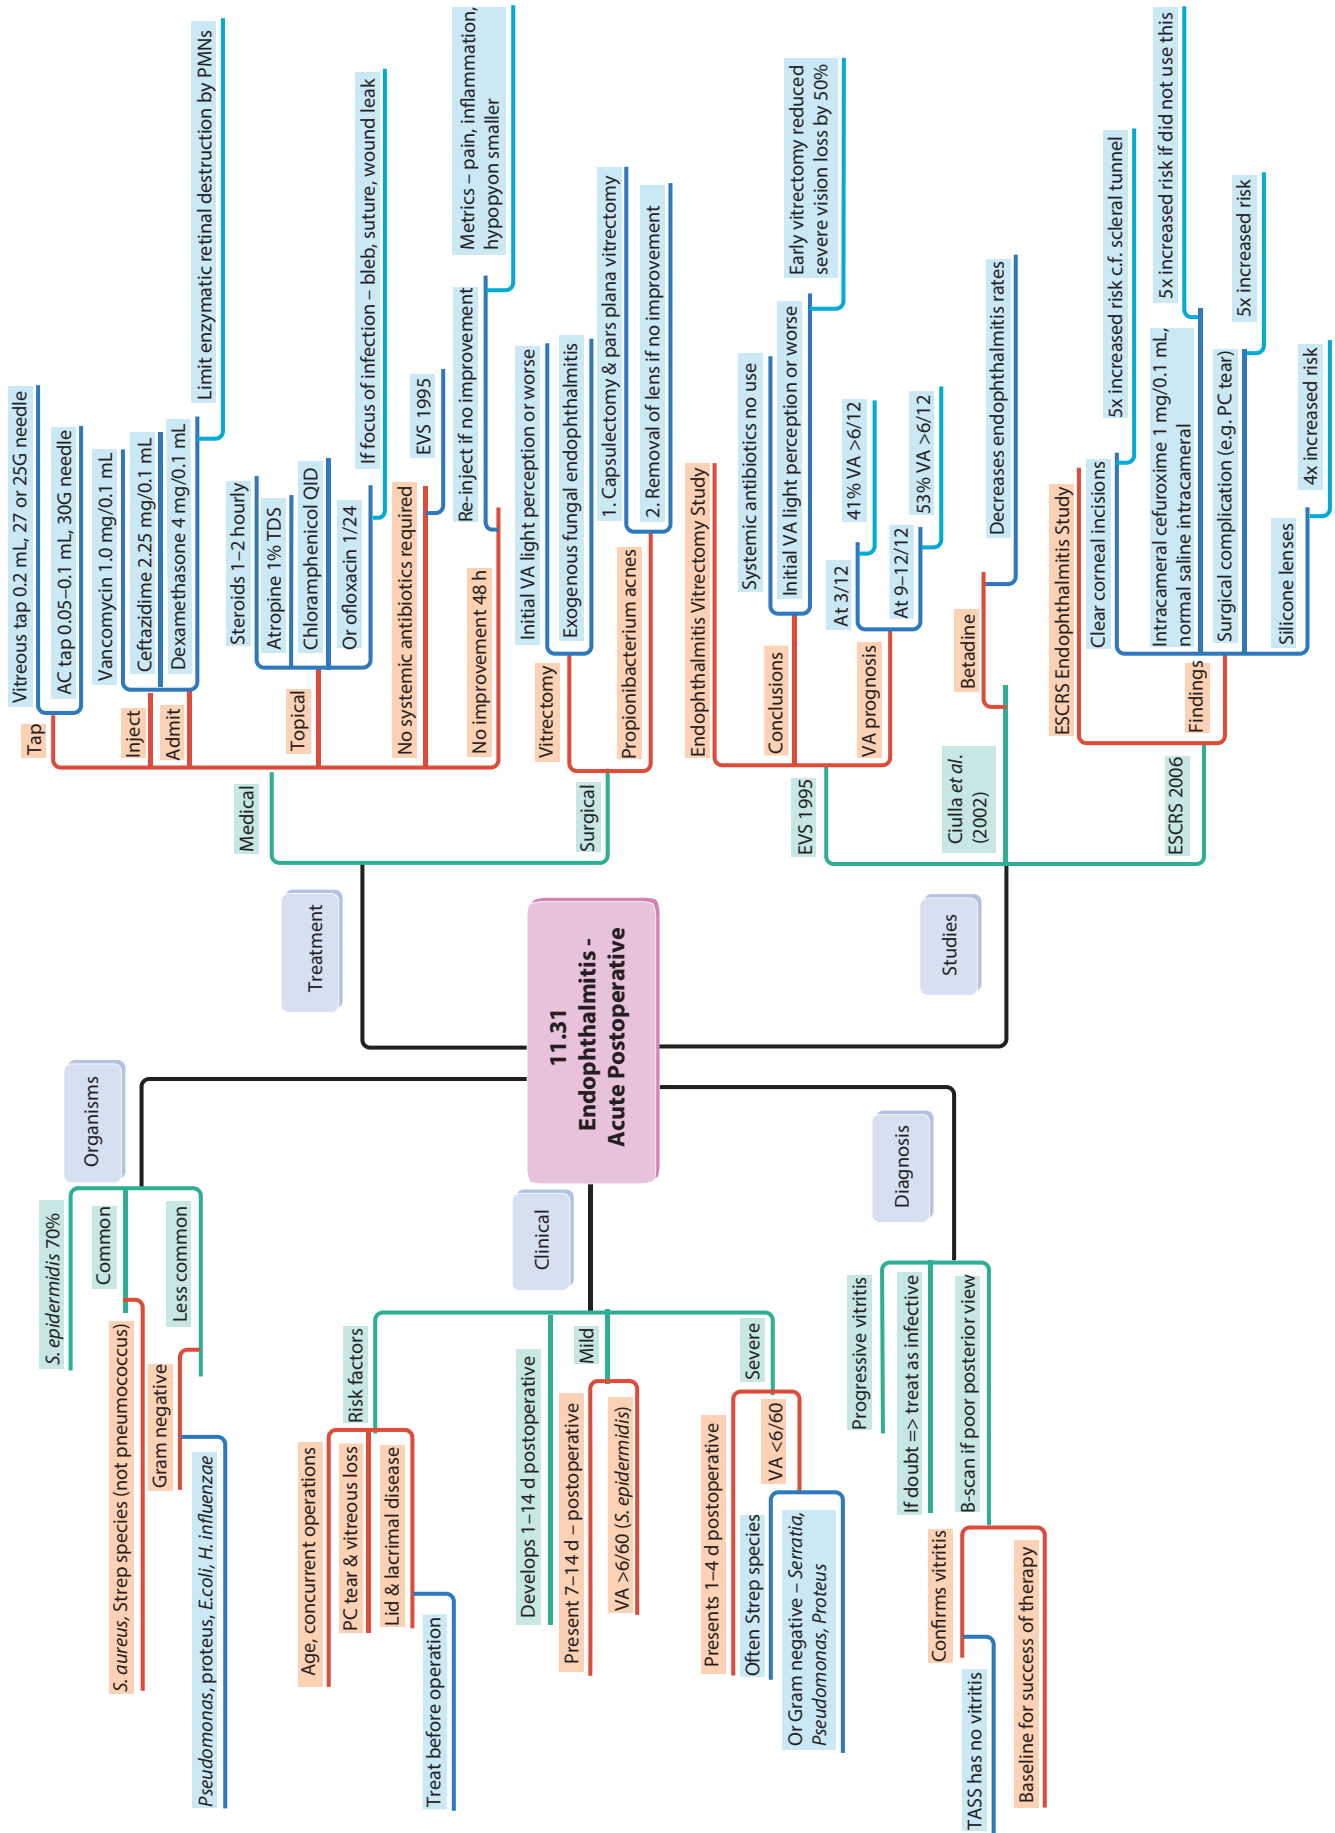 11.31
Endophthalmitis -
Acute Postoperative
Organisms
S. epidermidis 70%
Common
S. aureus, Strep species (not pneumococcus)
Less common
Gram negative
Pseudomonas, proteus, E.coli, H. influenzae
Clinical
Risk factors
Age, concurrent operations
PC tear & vitreous loss
Lid & lacrimal disease
Treat before operation
Develops 1–14 d postoperative
Mild
Present 7–14 d – postoperative
VA >6/60 (S. epidermidis)
Severe
Presents 1–4 d postoperative
VA <6/60
Often Strep species
Or Gram negative – Serratia,
Pseudomonas, Proteus
Diagnosis
Progressive vitritis
If doubt => treat as infective
B-scan if poor posterior view
Confirms vitritis
TASS has no vitritis
Baseline for success of therapy
Treatment
Medical
Tap
Vitreous tap 0.2 mL, 27 or 25G needle
AC tap 0.05–0.1 mL, 30G needle
Inject
Vancomycin 1.0 mg/0.1 mL
Ceftazidime 2.25 mg/0.1 mL
Dexamethasone 4 mg/0.1 mL
Limit enzymatic retinal destruction by PMNs
Admit
Topical
Steroids 1–2 hourly
Atropine 1% TDS
Chloramphenicol QID
Or ofloxacin 1/24
If focus of infection – bleb, suture, wound leak
No systemic antibiotics required
EVS 1995
No improvement 48 h
Re-inject if no improvement
Metrics – pain, inflammation,
hypopyon smaller
Surgical
Vitrectomy
Initial VA light perception or worse
Exogenous fungal endophthalmitis
Propionibacterium acnes
1. Capsulectomy & pars plana vitrectomy
2. Removal of lens if no improvement
Studies
EVS 1995
Endophthalmitis Vitrectomy Study
Conclusions
Systemic antibiotics no use
Initial VA light perception or worse
Early vitrectomy reduced
severe vision loss by 50%
VA prognosis
At 3/12
41% VA >6/12
At 9–12/12
53% VA >6/12
Ciulla et al.
(2002)
Betadine
Decreases endophthalmitis rates
ESCRS 2006
ESCRS Endophthalmitis Study
Findings
Clear corneal incisions
5x increased risk c.f. scleral tunnel
Intracameral cefuroxime 1 mg/0.1 mL,
normal saline intracameral
5x increased risk if did not use this
Surgical complication (e.g. PC tear)
5x increased risk
Silicone lenses
4x increased risk